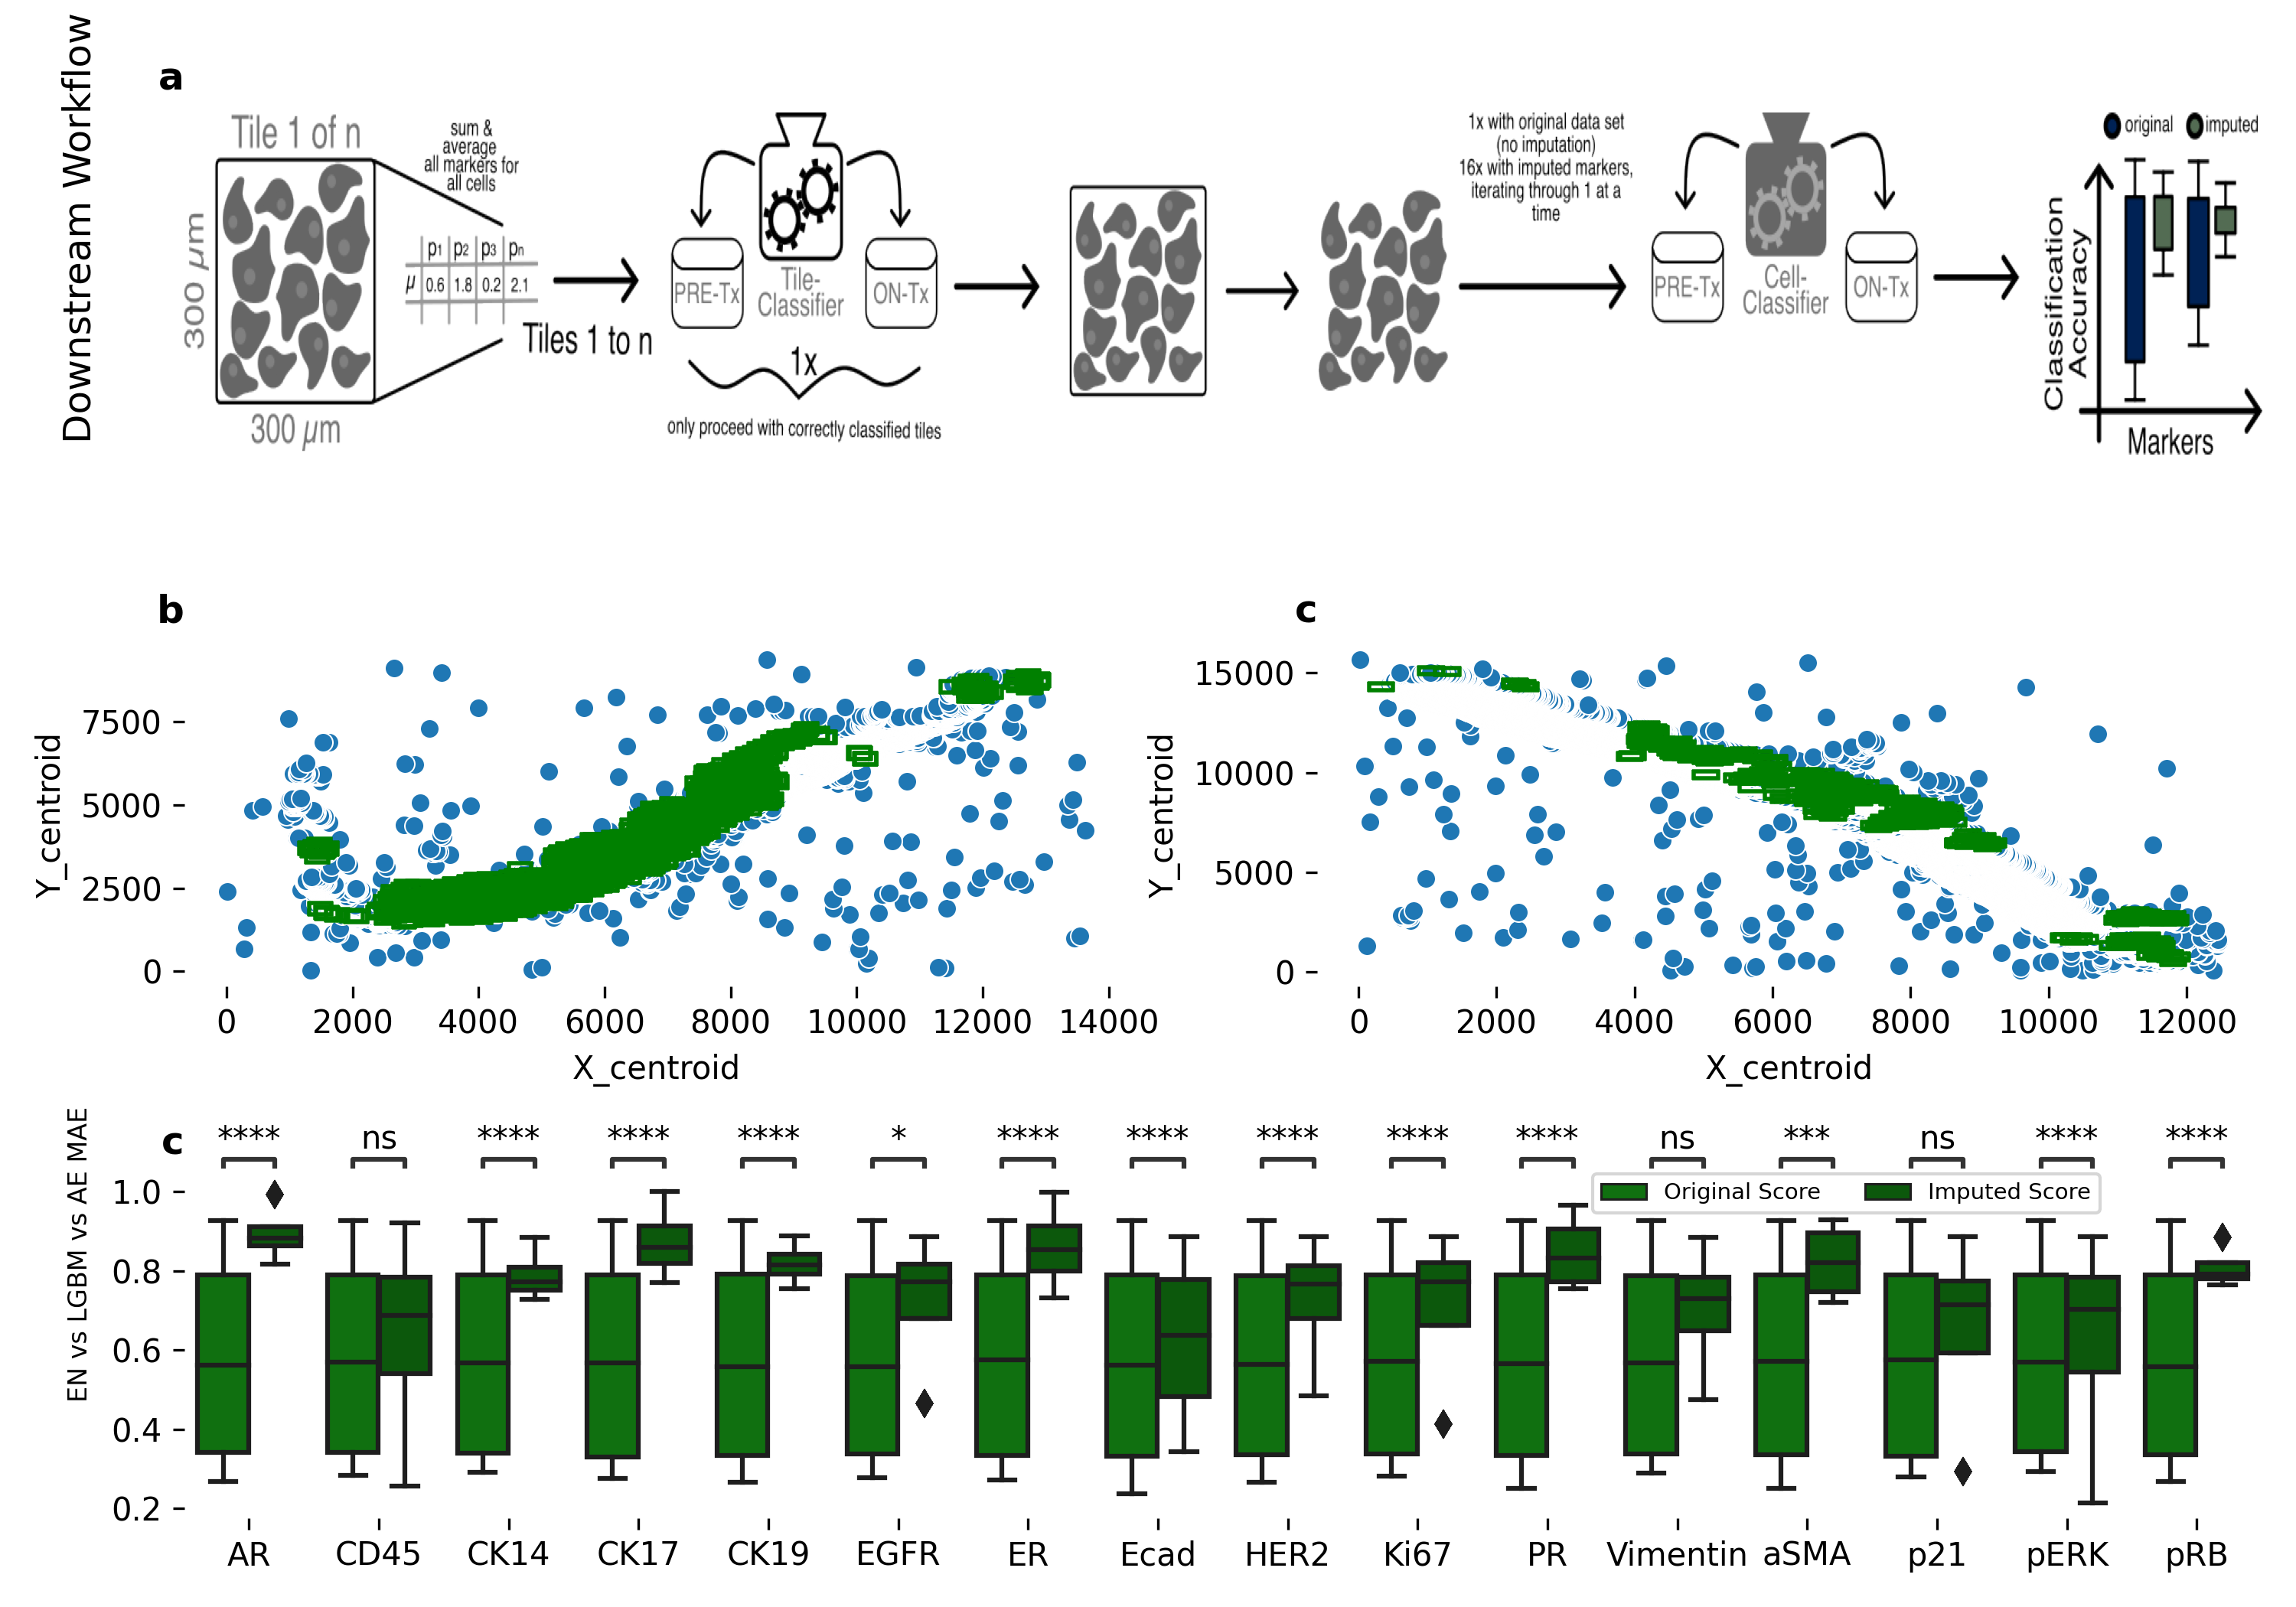 Downstream Workflow
a
Tile 1 of n
300 µm
300 µm
sum &
average
all markers for
all cells
p1 p2 p3 pn
µ 0.6 1.8 0.2 2.1
Tiles 1 to n
PRE-Tx
Tile-
Classifier
ON-Tx
1x
only proceed with correctly classified tiles
1x with original data set
(no imputation)
16x with imputed markers,
iterating through 1 at a
time
PRE-Tx
Cell-
Classifier
ON-Tx
original imputed
Classification
Accuracy
Markers
b
Y_centroid
7500
5000
2500
0
0 2000 4000 6000 8000 10000 12000 14000
X_centroid
c
Y_centroid
15000
10000
5000
0
0 2000 4000 6000 8000 10000 12000
X_centroid
c
EN vs LGBM vs AE MAE
**** ns **** **** **** * **** **** **** **** **** ns *** ns **** ****
Original Score Imputed Score
1.0
0.8
0.6
0.4
0.2
AR CD45 CK14 CK17 CK19 EGFR ER Ecad HER2 Ki67 PR Vimentin aSMA p21 pERK pRB